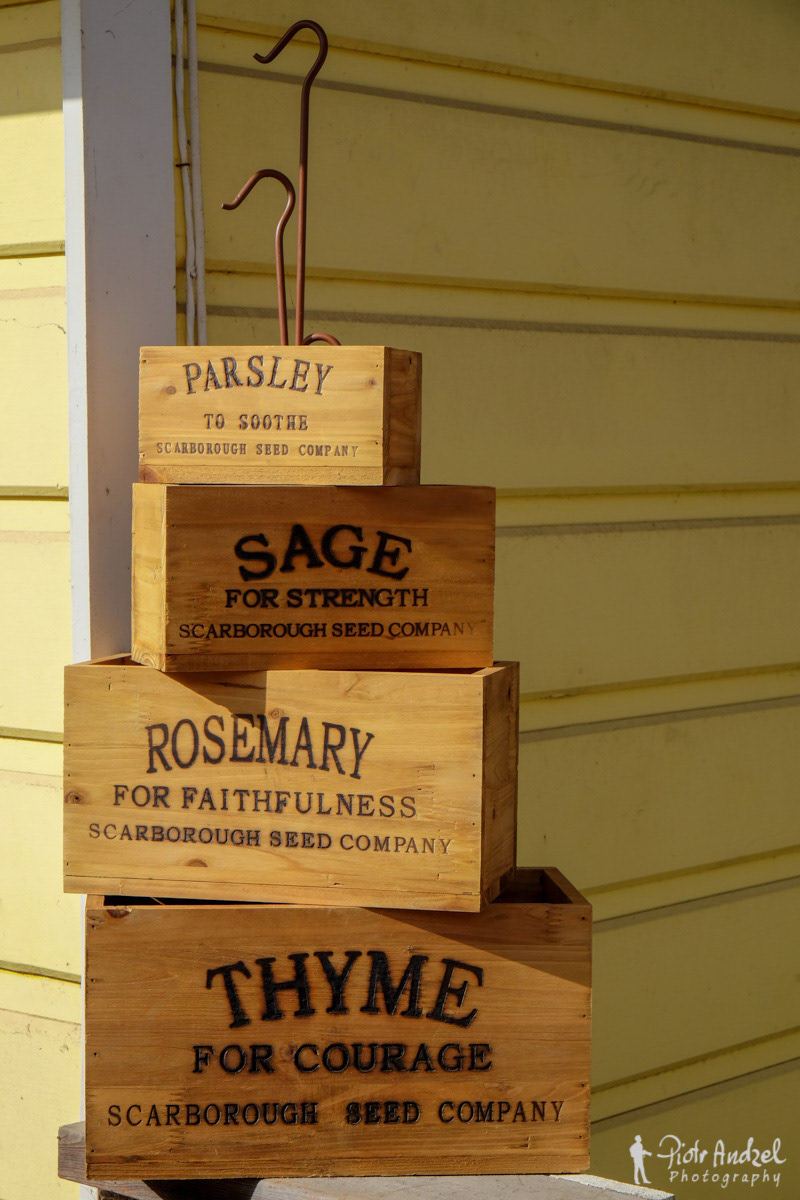 PARSLEY
TO SOOTHE
SCARBOROUGH SEED COMPANY
SAGE
FOR STRENGTH
SCARBOROUGH SEED COMPANY
ROSEMARY
FOR FAITHFULNESS
SCARBOROUGH SEED COMPANY
THYME
FOR COURAGE
SCARBOROUGH SEED COMPANY
Piotr Andzel
Photography